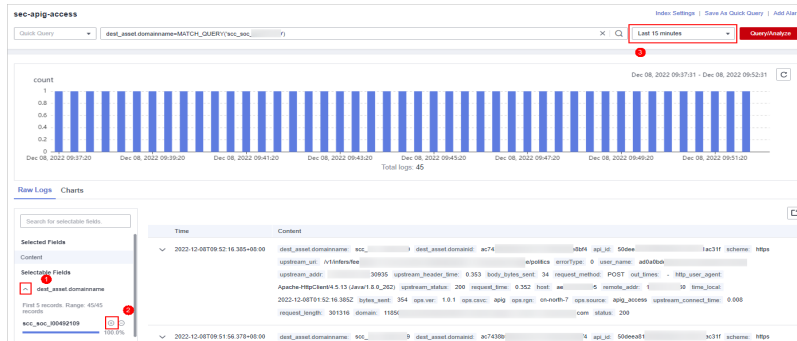 sec-apig-access
Index Settings | Save As Quick Query | Add Alar
Quick Query dest_asset.domainname=MATCH_QUERY('scc_soc_ ') Last 15 minutes Query/Analyze
3
Dec 08, 2022 09:37:31 - Dec 08, 2022 09:52:31
count
1
0.8
0.6
0.4
0.2
0
Dec 08, 2022 09:37:20 Dec 08, 2022 09:39:20 Dec 08, 2022 09:41:20 Dec 08, 2022 09:43:20 Dec 08, 2022 09:45:20 Dec 08, 2022 09:47:20 Dec 08, 2022 09:49:20 Dec 08, 2022 09:51:20
Total logs: 45
Raw Logs Charts
Search for selectable fields.
Selected Fields
Content
Selectable Fields
1
dest_asset.domainname
First 5 records. Range: 45/45
records
2
scc_soc_l00492109
100.0%
Time Content
2022-12-08T09:52:16.385+08:00 dest_asset.domainname: scc_ dest_asset.domainid: ac74 e8bf4 api_id: 50dee ac31f scheme: https
upstream_uri: /v1/infers/fee e/politics errorType: 0 user_name: ad0a0bd
upstream_addr: 30935 upstream_header_time: 0.353 body_bytes_sent: 34 request_method: POST out_times: - http_user_agent:
Apache-HttpClient/4.5.13 (Java/1.8.0_262) upstream_status: 200 request_time: 0.352 host: ae 5 remote_addr: 1 30 time_local:
2022-12-08T01:52:16.385Z bytes_sent: 354 ops.ver: 1.0.1 ops.csvc: apig ops.rgn: cn-north-7 ops.source: apig_access upstream_connect_time: 0.008
request_length: 301316 domain: 1185 com status: 200
2022-12-08T09:51:56.378+08:00 dest_asset.domainname: scc_ 9 dest_asset.domainid: ac7438b f4 api_id: 50deea81 ac31f scheme: https